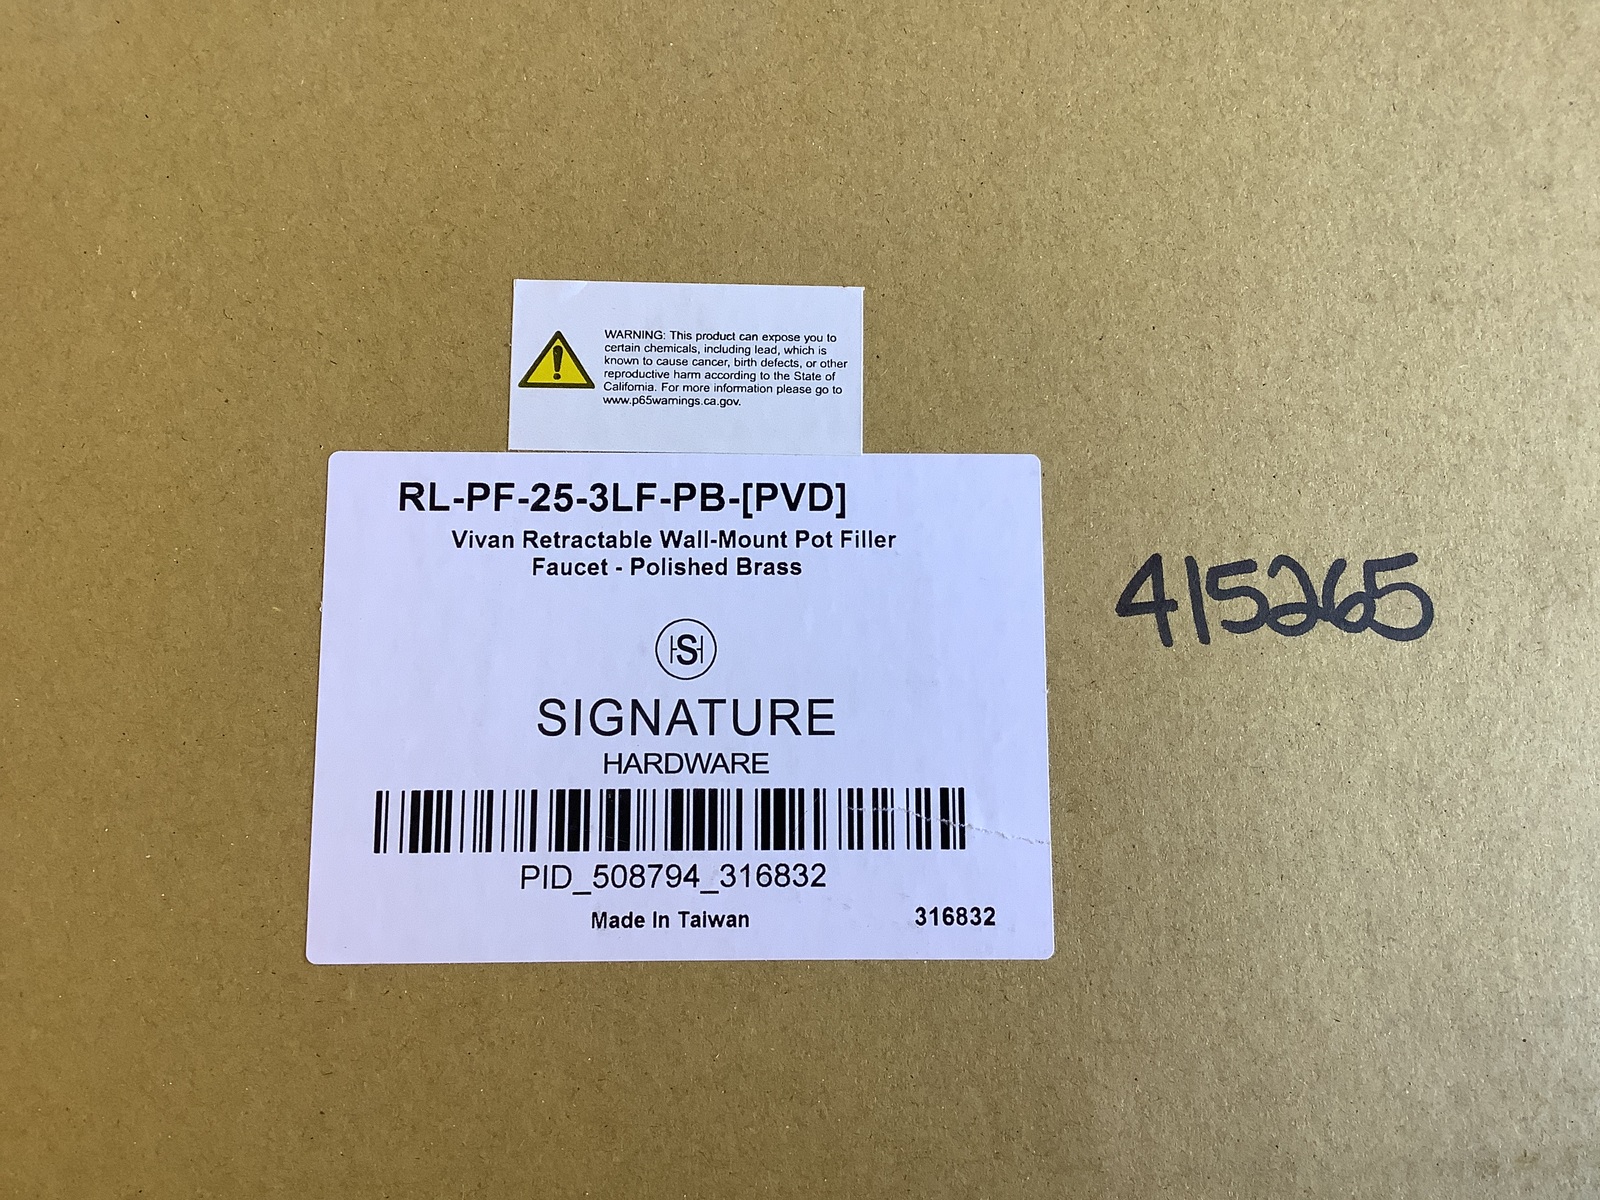 WARNING: This product can expose you to
certain chemicals, including lead, which is
known to cause cancer, birth defects, or other
reproductive harm according to the State of
California. For more information please go to
www.p65warnings.ca.gov.
RL-PF-25-3LF-PB-[PVD]
Vivan Retractable Wall-Mount Pot Filler
Faucet - Polished Brass
415265
HSH
SIGNATURE
HARDWARE
PID_508794_316832
Made In Taiwan 316832